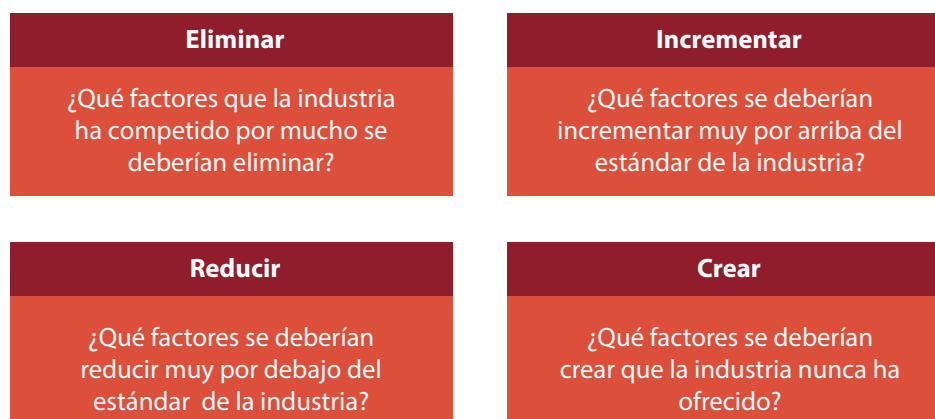 Eliminar
¿Qué factores que la industria
ha competido por mucho se
deberían eliminar?
Incrementar
¿Qué factores se deberían
incrementar muy por arriba del
estándar de la industria?
Reducir
¿Qué factores se deberían
reducir muy por debajo del
estándar de la industria?
Crear
¿Qué factores se deberían
crear que la industria nunca ha
ofrecido?